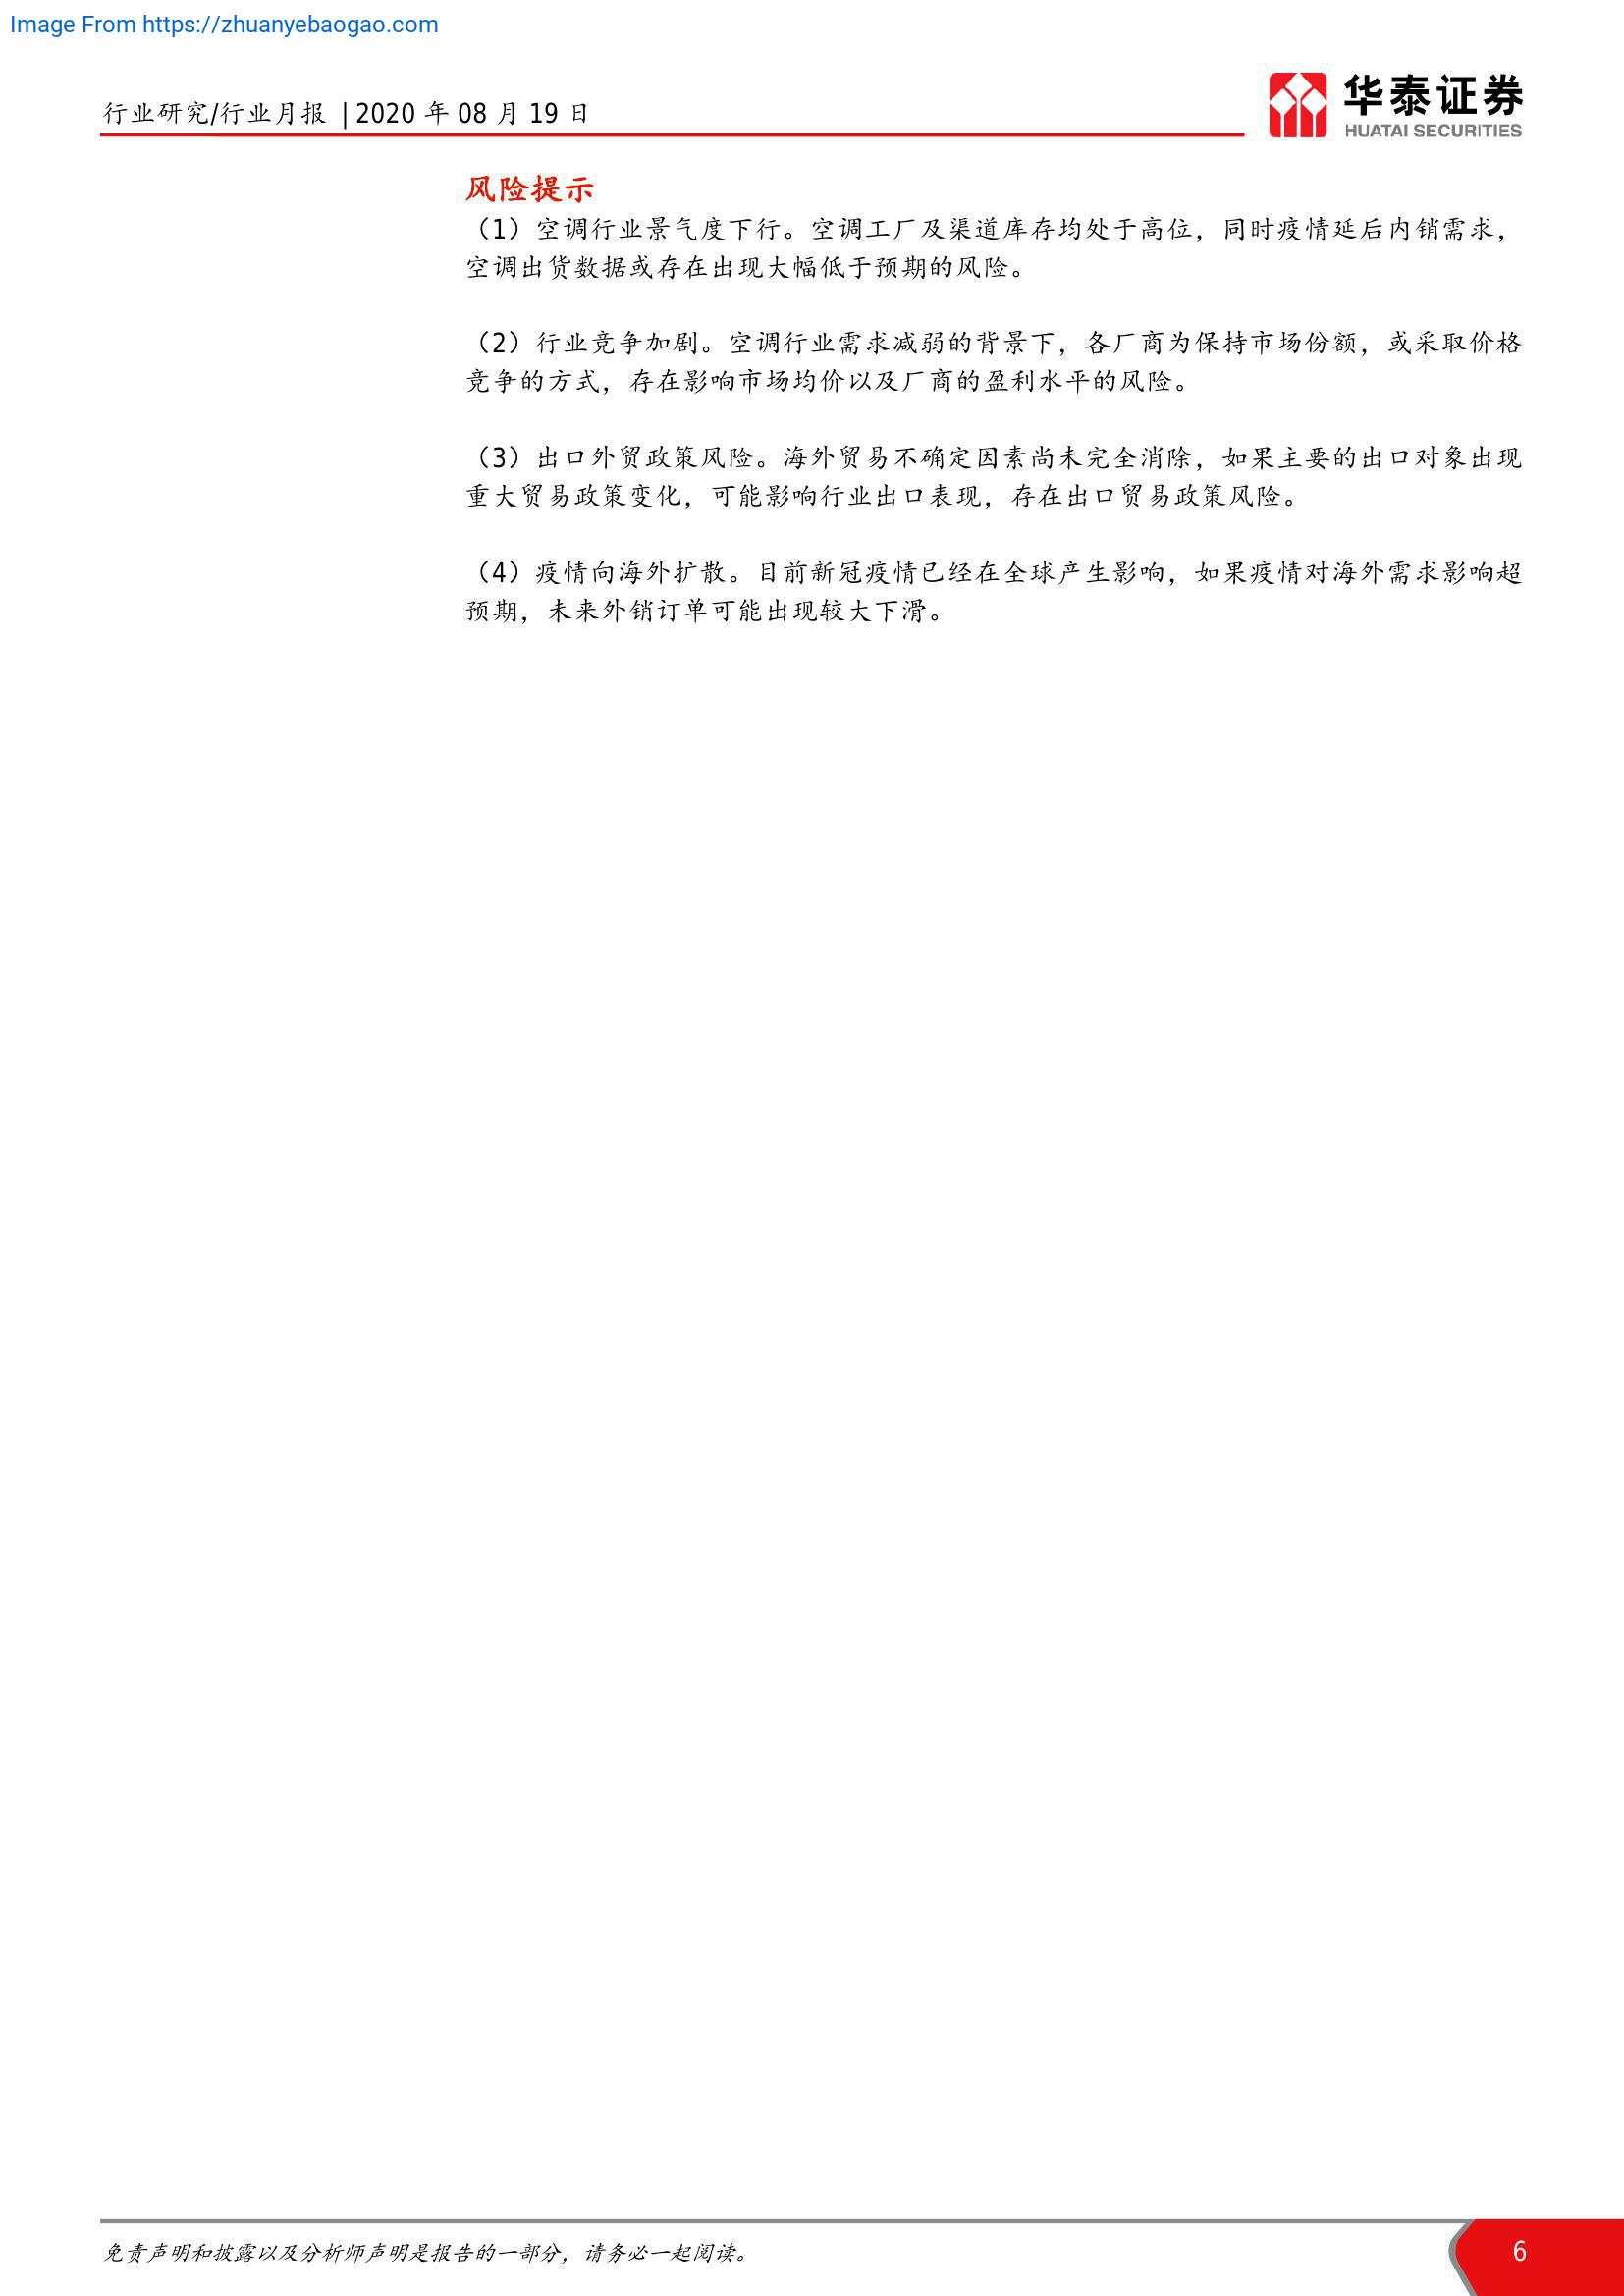 Image From https://zhuanyebaogao.com
行业研究/行业月报 | 2020 年 08 月 19 日
华泰证券
HUATAI SECURITIES
风险提示
（1）空调行业景气度下行。空调工厂及渠道库存均处于高位，同时疫情延后内销需求，
空调出货数据或存在出现大幅低于预期的风险。
（2）行业竞争加剧。空调行业需求减弱的背景下，各厂商为保持市场份额，或采取价格
竞争的方式，存在影响市场均价以及厂商的盈利水平的风险。
（3）出口外贸政策风险。海外贸易不确定因素尚未完全消除，如果主要的出口对象出现
重大贸易政策变化，可能影响行业出口表现，存在出口贸易政策风险。
（4）疫情向海外扩散。目前新冠疫情已经在全球产生影响，如果疫情对海外需求影响超
预期，未来外销订单可能出现较大下滑。
免责声明和披露以及分析师声明是报告的一部分，请务必一起阅读。
6